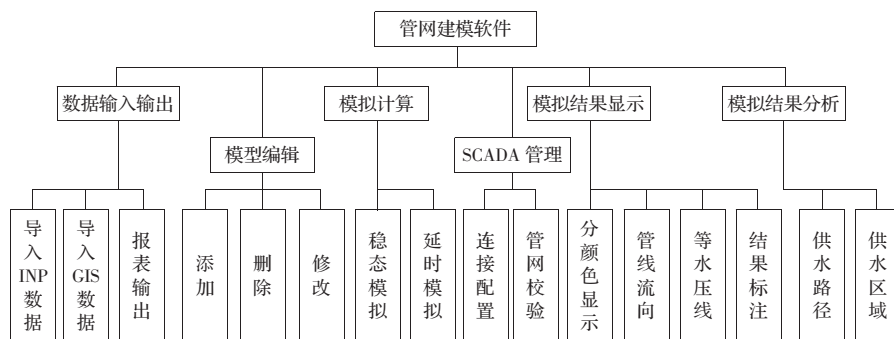 管网建模软件
数据输入输出
模拟计算
模拟结果显示
模拟结果分析
模型编辑
SCADA 管理
导入INP数据
导入GIS数据
报表输出
添加
删除
修改
稳态模拟
延时模拟
连接配置
管网校验
分颜色显示
管线流向
等水压线
结果标注
供水路径
供水区域